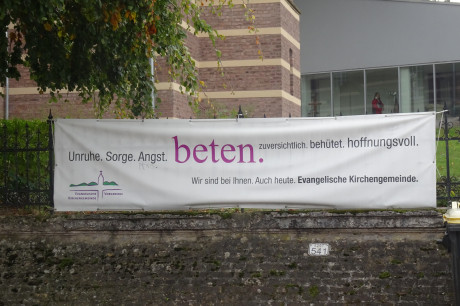 Unruhe. Sorge. Angst. beten. zuversichtlich. behütet. hoffnungsvoll.
Wir sind bei Ihnen. Auch heute. Evangelische Kirchengemeinde.
541